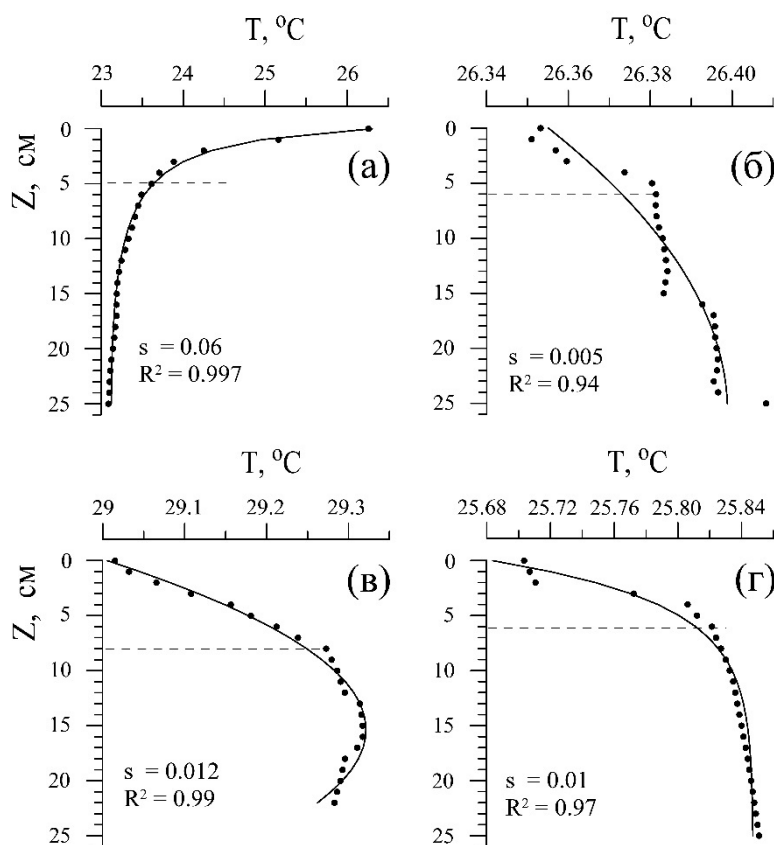 T, °C
23 24 25 26
Z, см
0
5
10
15
20
25
(а)
s = 0.06
R² = 0.997
T, °C
26.34 26.36 26.38 26.40
0
5
10
15
20
25
(б)
s = 0.005
R² = 0.94
T, °C
29 29.1 29.2 29.3
Z, см
0
5
10
15
20
25
(в)
s = 0.012
R² = 0.99
T, °C
25.68 25.72 25.76 25.80 25.84
0
5
10
15
20
25
(г)
s = 0.01
R² = 0.97